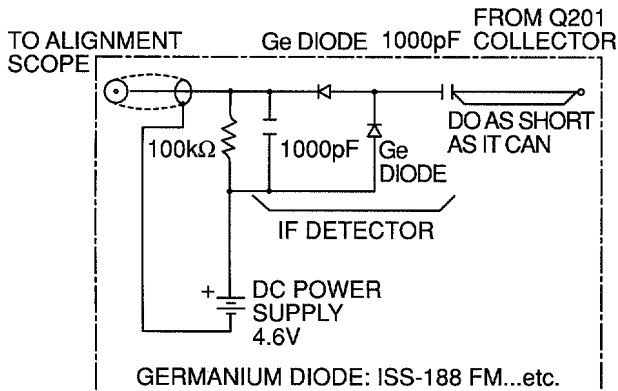 FROM Q201
TO ALIGNMENT Ge DIODE 1000pF COLLECTOR
SCOPE
DO AS SHORT
AS IT CAN
100kΩ 1000pF Ge
DIODE
IF DETECTOR
+ DC POWER
SUPPLY
4.6V
GERMANIUM DIODE: ISS-188 FM...etc.